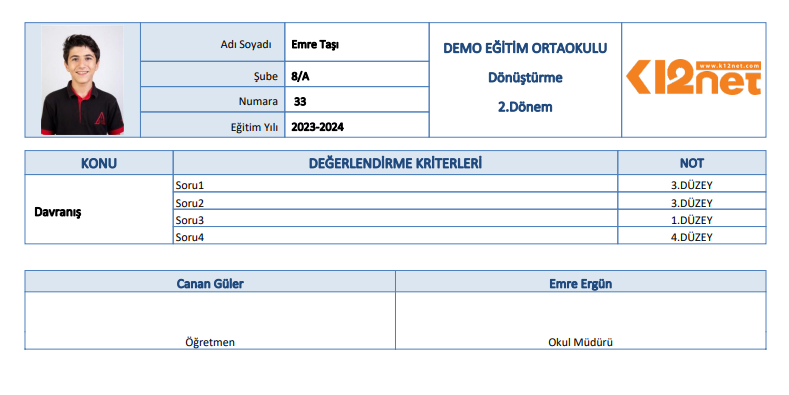 Adı Soyadı Emre Taşı
Şube 8/A
Numara 33
Eğitim Yılı 2023-2024
DEMO EĞİTİM ORTAOKULU
Dönüştürme
2.Dönem
www.k12net.com
K12net
KONU DEĞERLENDİRME KRİTERLERİ NOT
Davranış
Soru1 3.DÜZEY
Soru2 3.DÜZEY
Soru3 1.DÜZEY
Soru4 4.DÜZEY
Canan Güler Emre Ergün
Öğretmen Okul Müdürü